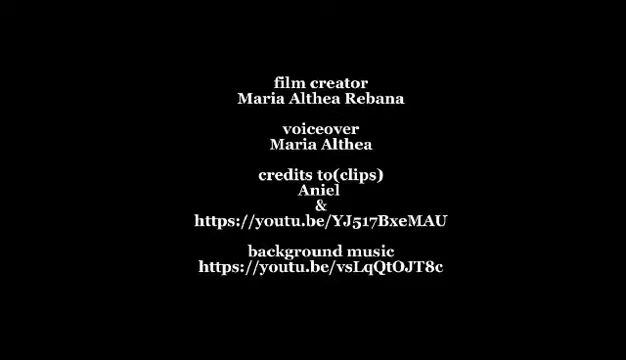 film creator
Maria Althea Rebana
voiceover
Maria Althea
credits to(clips)
Aniel
&
https://youtu.be/YJ517BxeMAU
background music
https://youtu.be/vsLqQtOJT8c